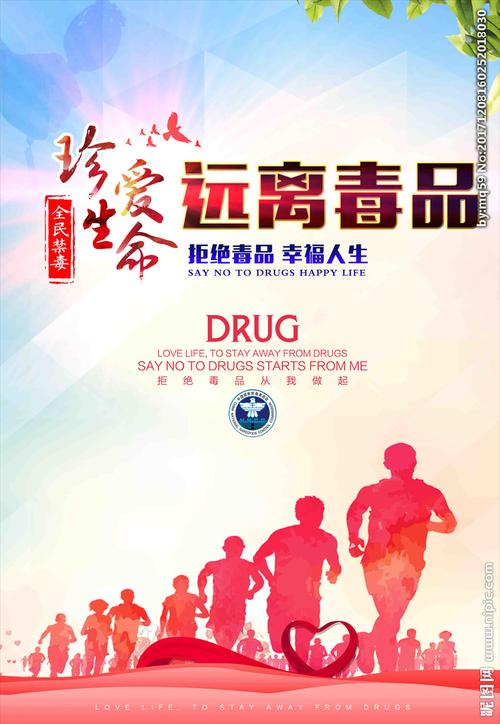 珍爱生命
全民禁毒
远离毒品
拒绝毒品 幸福人生
SAY NO TO DRUGS HAPPY LIFE
DRUG
LOVE LIFE, TO STAY AWAY FROM DRUGS
SAY NO TO DRUGS STARTS FROM ME
拒绝毒品从我做起
LOVE LIFE, TO STAY AWAY FROM DRUGS
by:mq59 No:20171208160252018030
昵图网 www.nipic.com